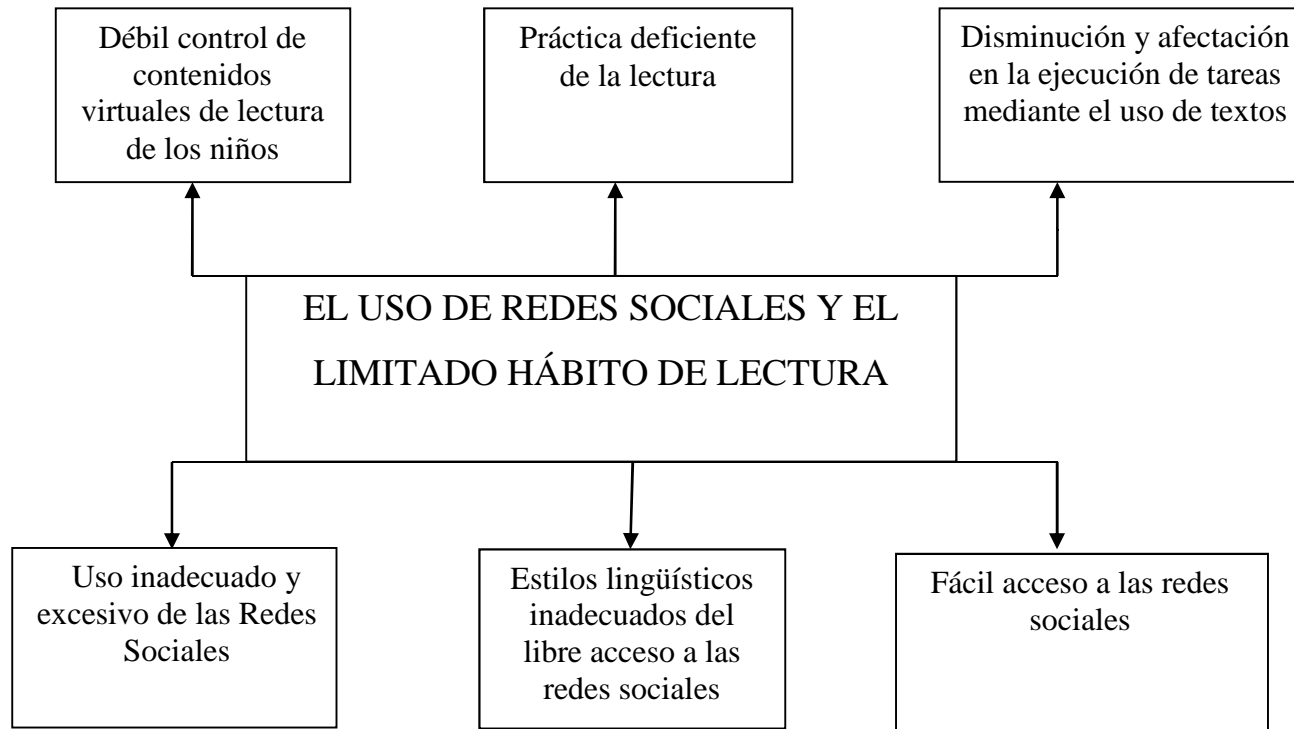 Débil control de
contenidos
virtuales de lectura
de los niños
Práctica deficiente
de la lectura
Disminución y afectación
en la ejecución de tareas
mediante el uso de textos
EL USO DE REDES SOCIALES Y EL
LIMITADO HÁBITO DE LECTURA
Uso inadecuado y
excesivo de las Redes
Sociales
Estilos lingüísticos
inadecuados del
libre acceso a las
redes sociales
Fácil acceso a las redes
sociales